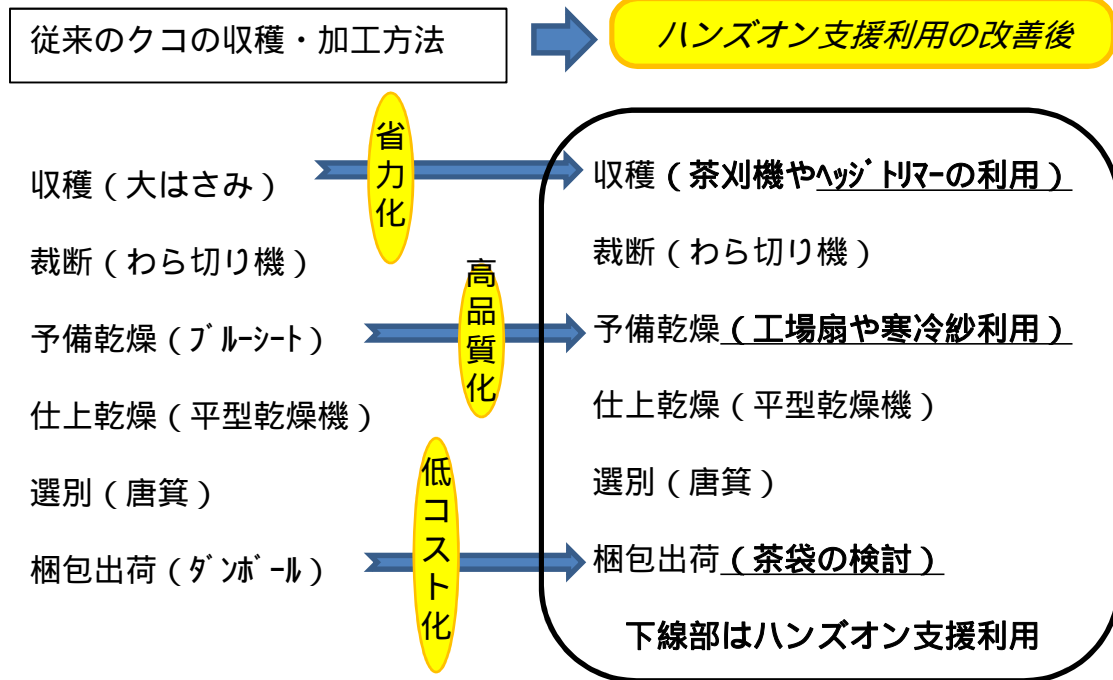 従来のクコの収穫・加工方法
ハンズオン支援利用の改善後
省力化
収穫（大はさみ）
収穫（茶刈機やﾍｯｼﾞﾄﾘﾏｰの利用）
裁断（わら切り機）
裁断（わら切り機）
高品質化
予備乾燥（ﾌﾞﾙｰｼｰﾄ）
予備乾燥（工場扇や寒冷紗利用）
仕上乾燥（平型乾燥機）
仕上乾燥（平型乾燥機）
低コスト化
選別（唐箕）
選別（唐箕）
梱包出荷（ﾀﾞﾝﾎﾞｰﾙ）
梱包出荷（茶袋の検討）
下線部はハンズオン支援利用